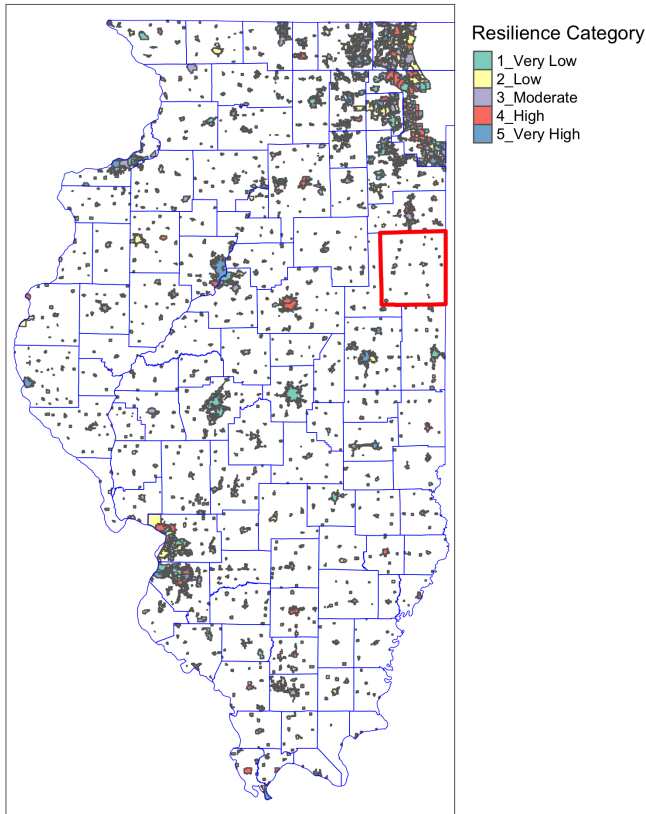 Resilience Category
1_Very Low
2_Low
3_Moderate
4_High
5_Very High